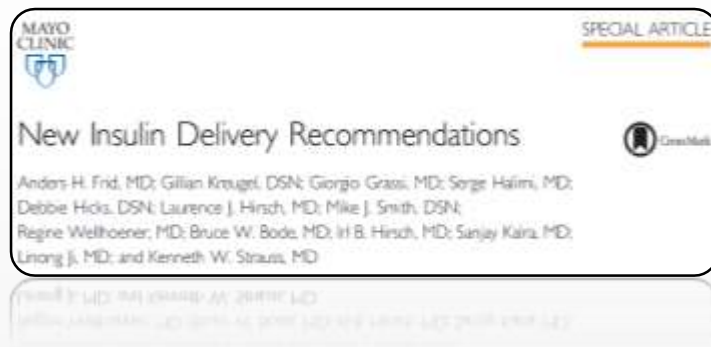 MAYO
CLINIC
SPECIAL ARTICLE
New Insulin Delivery Recommendations
CrossMark
Anders H. Frid, MD; Gillian Kreugel, DSN; Giorgio Grassi, MD; Serge Halimi, MD;
Debbie Hicks, DSN; Laurence J. Hirsch, MD; Mike J. Smith, DSN;
Regine Wellhoener, MD; Bruce W. Bode, MD; Irl B. Hirsch, MD; Sanjay Kalra, MD;
Linong Ji, MD; and Kenneth W. Strauss, MD